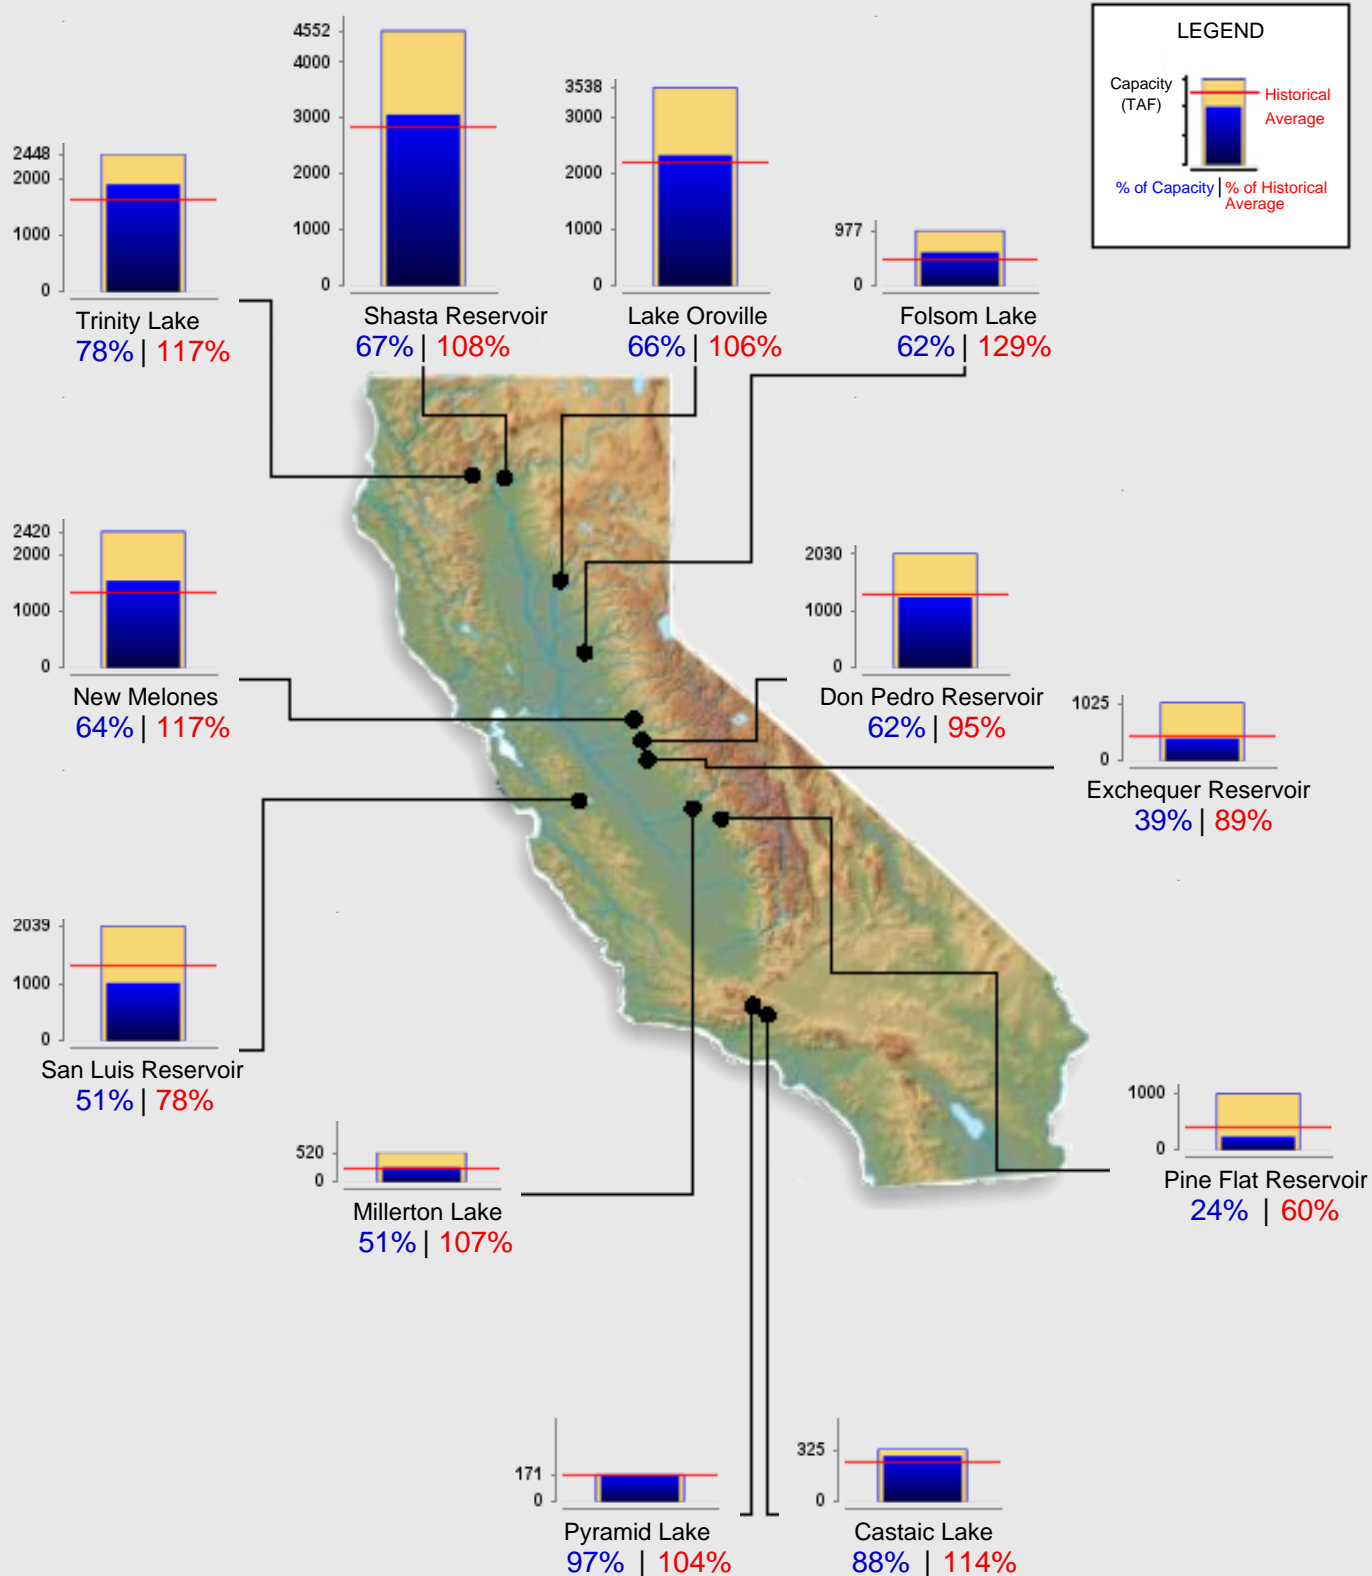 LEGEND
Capacity
(TAF)
Historical
Average
% of Capacity | % of Historical
Average
4552
4000
3000
2000
1000
0
Shasta Reservoir
67% | 108%
3538
3000
2000
1000
0
Lake Oroville
66% | 106%
2448
2000
1000
0
Trinity Lake
78% | 117%
977
0
Folsom Lake
62% | 129%
2420
2000
1000
0
New Melones
64% | 117%
2030
1000
0
Don Pedro Reservoir
62% | 95%
1025
0
Exchequer Reservoir
39% | 89%
2039
1000
0
San Luis Reservoir
51% | 78%
520
0
Millerton Lake
51% | 107%
1000
0
Pine Flat Reservoir
24% | 60%
171
0
Pyramid Lake
97% | 104%
325
0
Castaic Lake
88% | 114%